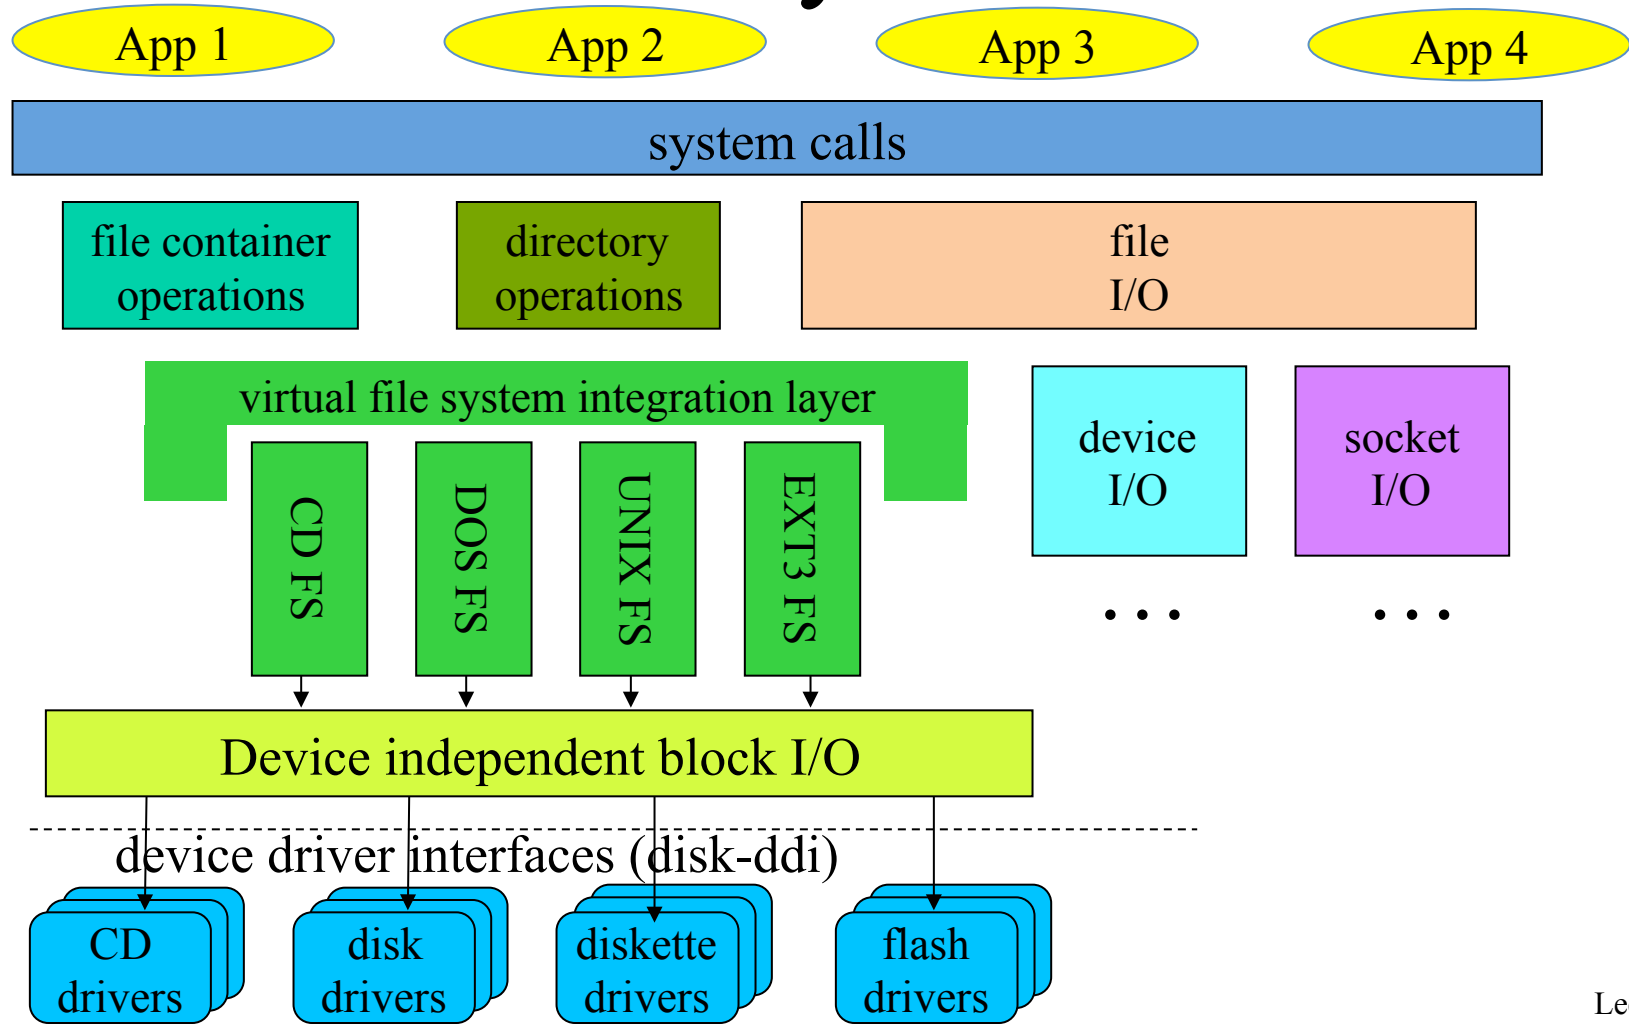 App 1
App 2
App 3
App 4
system calls
file container
operations
directory
operations
file
I/O
virtual file system integration layer
device
I/O
socket
I/O
CD FS
DOS FS
UNIX FS
EXT3 FS
. . .
. . .
Device independent block I/O
device driver interfaces (disk-ddi)
CD
drivers
disk
drivers
diskette
drivers
flash
drivers